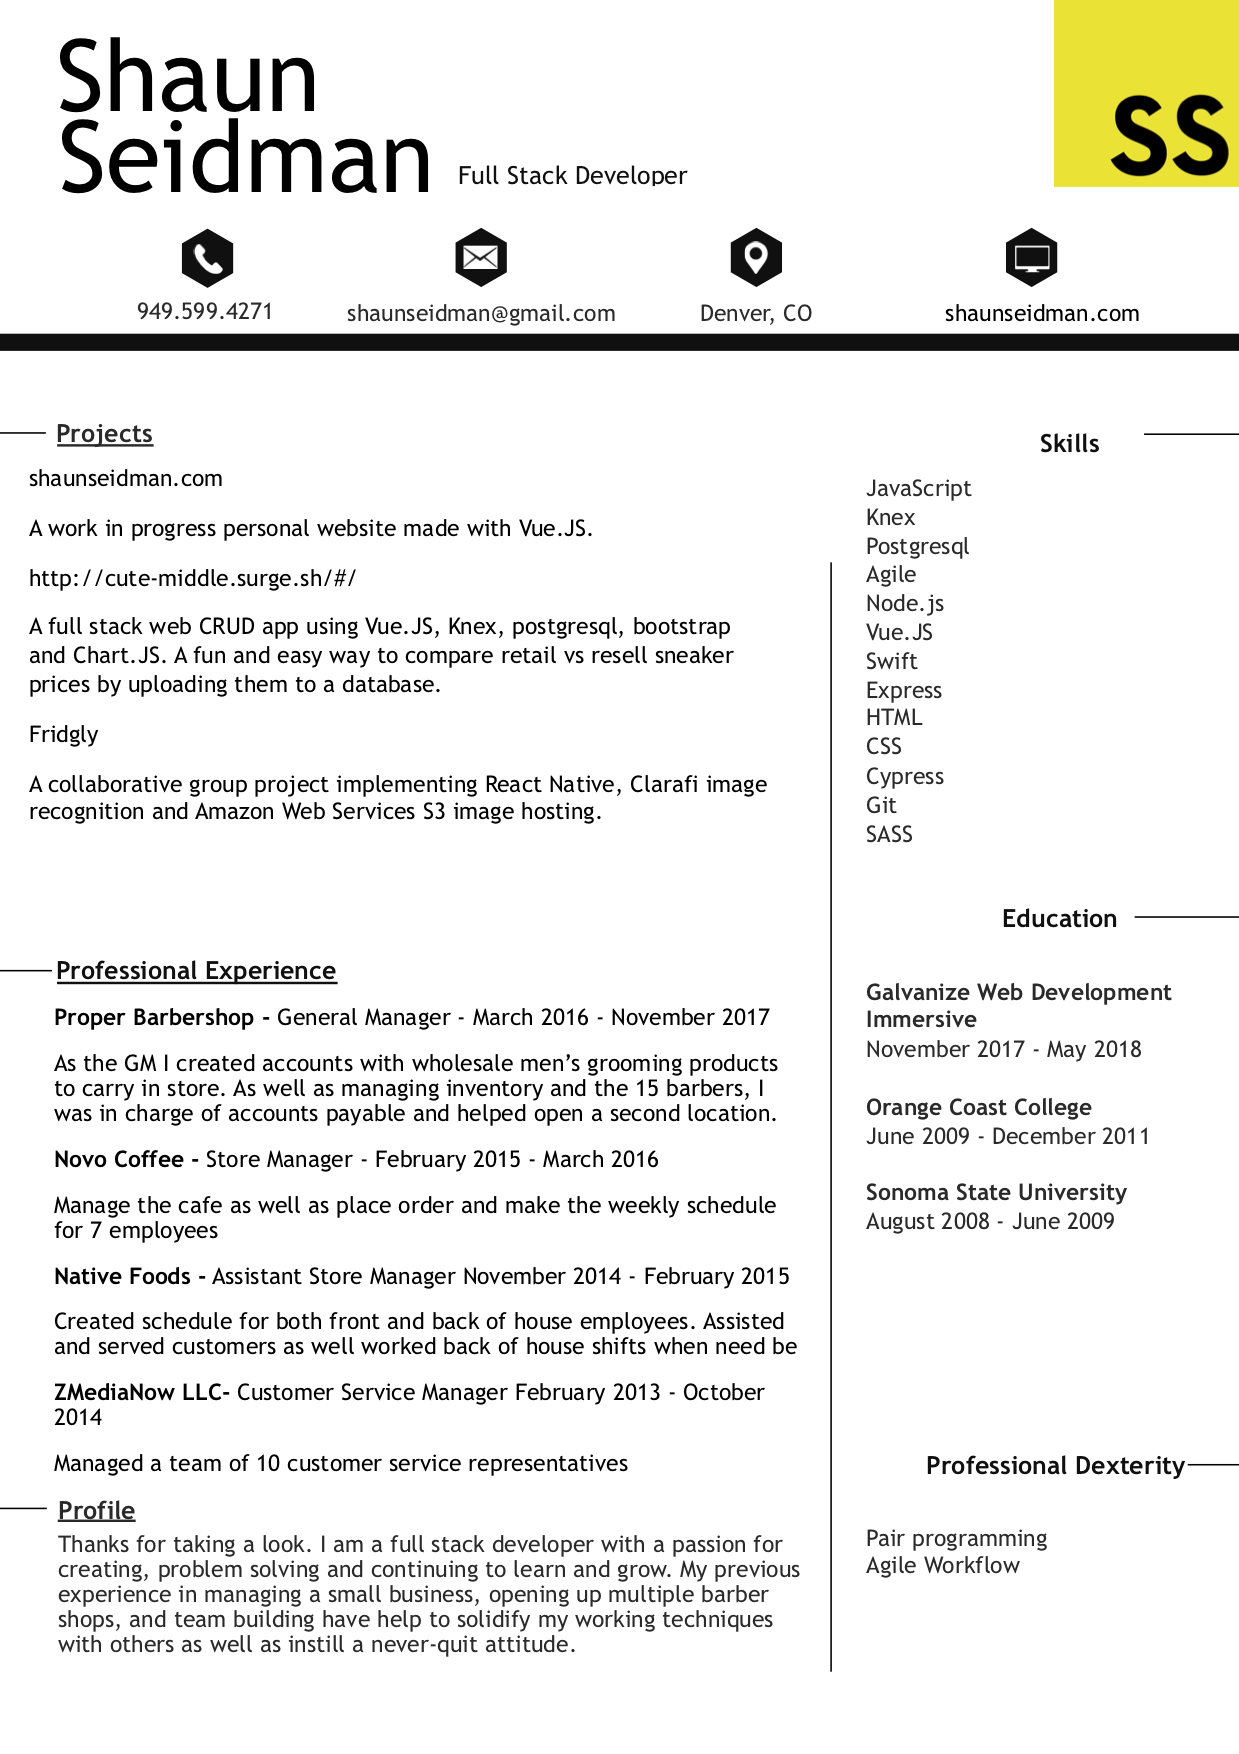 Shaun
Seidman
Full Stack Developer
SS
949.599.4271
shaunseidman@gmail.com
Denver, CO
shaunseidman.com
Projects
shaunseidman.com
A work in progress personal website made with Vue.JS.
http://cute-middle.surge.sh/#/
A full stack web CRUD app using Vue.JS, Knex, postgresql, bootstrap
and Chart.JS. A fun and easy way to compare retail vs resell sneaker
prices by uploading them to a database.
Fridgly
A collaborative group project implementing React Native, Clarafi image
recognition and Amazon Web Services S3 image hosting.
Professional Experience
Proper Barbershop - General Manager - March 2016 - November 2017
As the GM I created accounts with wholesale men’s grooming products
to carry in store. As well as managing inventory and the 15 barbers, I
was in charge of accounts payable and helped open a second location.
Novo Coffee - Store Manager - February 2015 - March 2016
Manage the cafe as well as place order and make the weekly schedule
for 7 employees
Native Foods - Assistant Store Manager November 2014 - February 2015
Created schedule for both front and back of house employees. Assisted
and served customers as well worked back of house shifts when need be
ZMediaNow LLC- Customer Service Manager February 2013 - October
2014
Managed a team of 10 customer service representatives
Profile
Thanks for taking a look. I am a full stack developer with a passion for
creating, problem solving and continuing to learn and grow. My previous
experience in managing a small business, opening up multiple barber
shops, and team building have help to solidify my working techniques
with others as well as instill a never-quit attitude.
Skills
JavaScript
Knex
Postgresql
Agile
Node.js
Vue.JS
Swift
Express
HTML
CSS
Cypress
Git
SASS
Education
Galvanize Web Development
Immersive
November 2017 - May 2018
Orange Coast College
June 2009 - December 2011
Sonoma State University
August 2008 - June 2009
Professional Dexterity
Pair programming
Agile Workflow